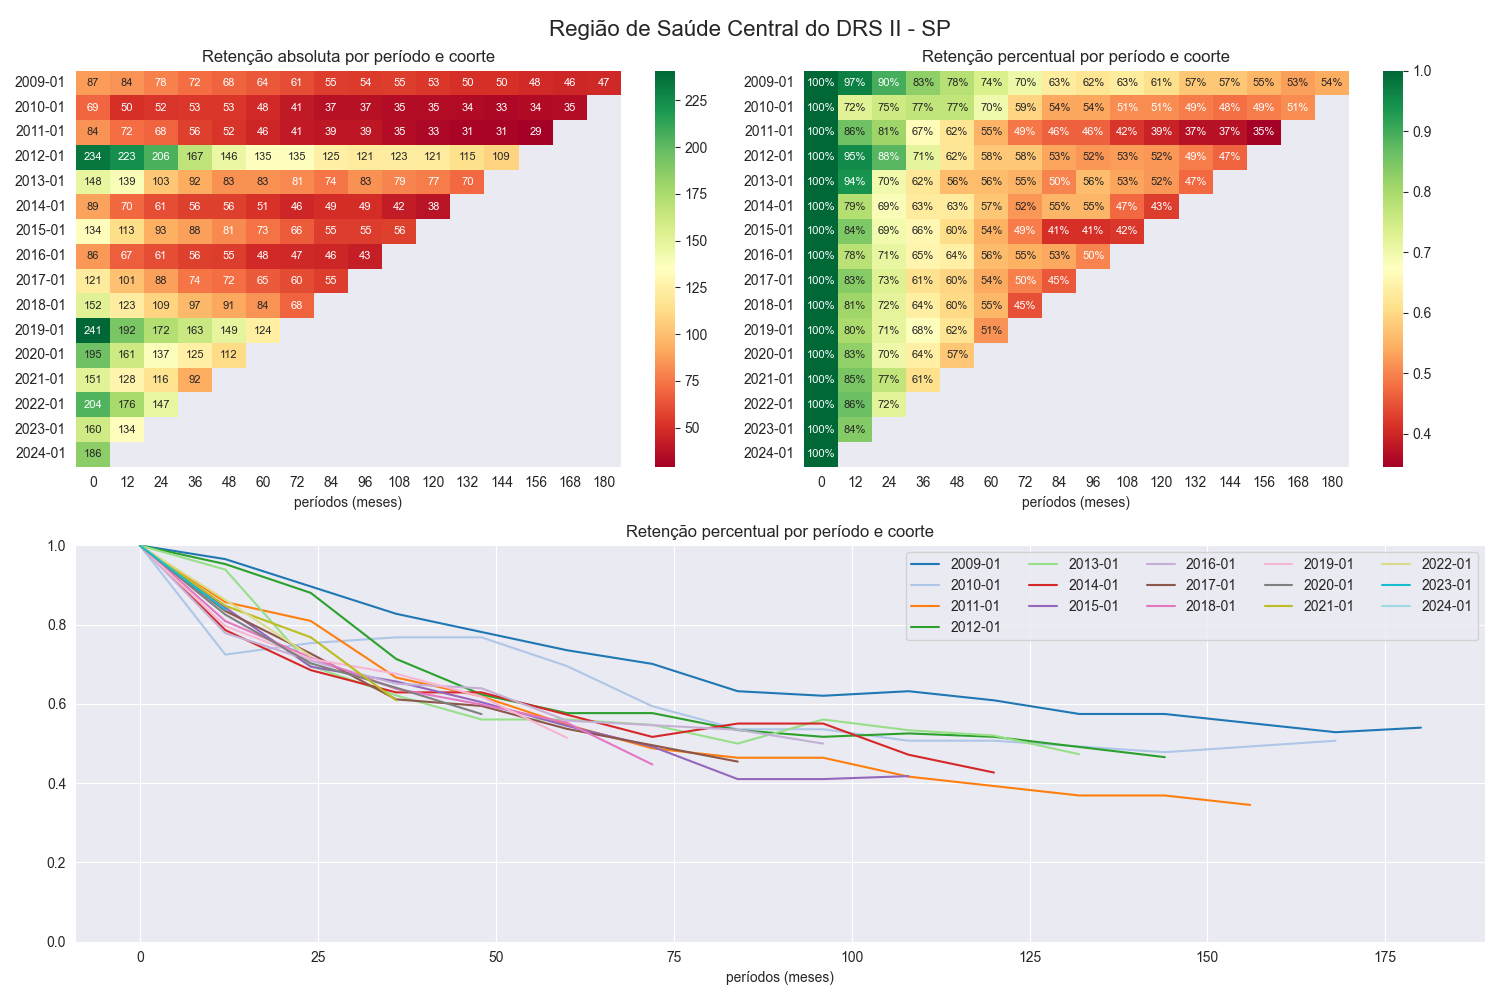 Região de Saúde Central do DRS II - SP
Retenção absoluta por período e coorte
2009-01 87 84 78 72 68 64 61 55 54 55 53 50 50 48 46 47
2010-01 69 50 52 53 53 48 41 37 37 35 35 34 33 34 35
2011-01 84 72 68 56 52 46 41 39 39 35 33 31 31 29
2012-01 234 223 206 167 146 135 135 125 121 123 121 115 109
2013-01 148 139 103 92 83 83 81 74 83 79 77 70
2014-01 89 70 61 56 56 51 46 49 49 42 38
2015-01 134 113 93 88 81 73 66 55 55 56
2016-01 86 67 61 56 55 48 47 46 43
2017-01 121 101 88 74 72 65 60 55
2018-01 152 123 109 97 91 84 68
2019-01 241 192 172 163 149 124
2020-01 195 161 137 125 112
2021-01 151 128 116 92
2022-01 204 176 147
2023-01 160 134
2024-01 186
0 12 24 36 48 60 72 84 96 108 120 132 144 156 168 180
períodos (meses)
225
200
175
150
125
100
75
50
Retenção percentual por período e coorte
2009-01 100% 97% 90% 83% 78% 74% 70% 63% 62% 63% 61% 57% 57% 55% 53% 54%
2010-01 100% 72% 75% 77% 77% 70% 59% 54% 54% 51% 51% 49% 48% 49% 51%
2011-01 100% 86% 81% 67% 62% 55% 49% 46% 46% 42% 39% 37% 37% 35%
2012-01 100% 95% 88% 71% 62% 58% 58% 53% 52% 53% 52% 49% 47%
2013-01 100% 94% 70% 62% 56% 56% 55% 50% 56% 53% 52% 47%
2014-01 100% 79% 69% 63% 63% 57% 52% 55% 55% 47% 43%
2015-01 100% 84% 69% 66% 60% 54% 49% 41% 41% 42%
2016-01 100% 78% 71% 65% 64% 56% 55% 53% 50%
2017-01 100% 83% 73% 61% 60% 54% 50% 45%
2018-01 100% 81% 72% 64% 60% 55% 45%
2019-01 100% 80% 71% 68% 62% 51%
2020-01 100% 83% 70% 64% 57%
2021-01 100% 85% 77% 61%
2022-01 100% 86% 72%
2023-01 100% 84%
2024-01 100%
0 12 24 36 48 60 72 84 96 108 120 132 144 156 168 180
períodos (meses)
1.0
0.9
0.8
0.7
0.6
0.5
0.4
Retenção percentual por período e coorte
1.0
0.8
0.6
0.4
0.2
0.0
2009-01 2013-01 2016-01 2019-01 2022-01
2010-01 2014-01 2017-01 2020-01 2023-01
2011-01 2015-01 2018-01 2021-01 2024-01
2012-01
0 25 50 75 100 125 150 175
períodos (meses)